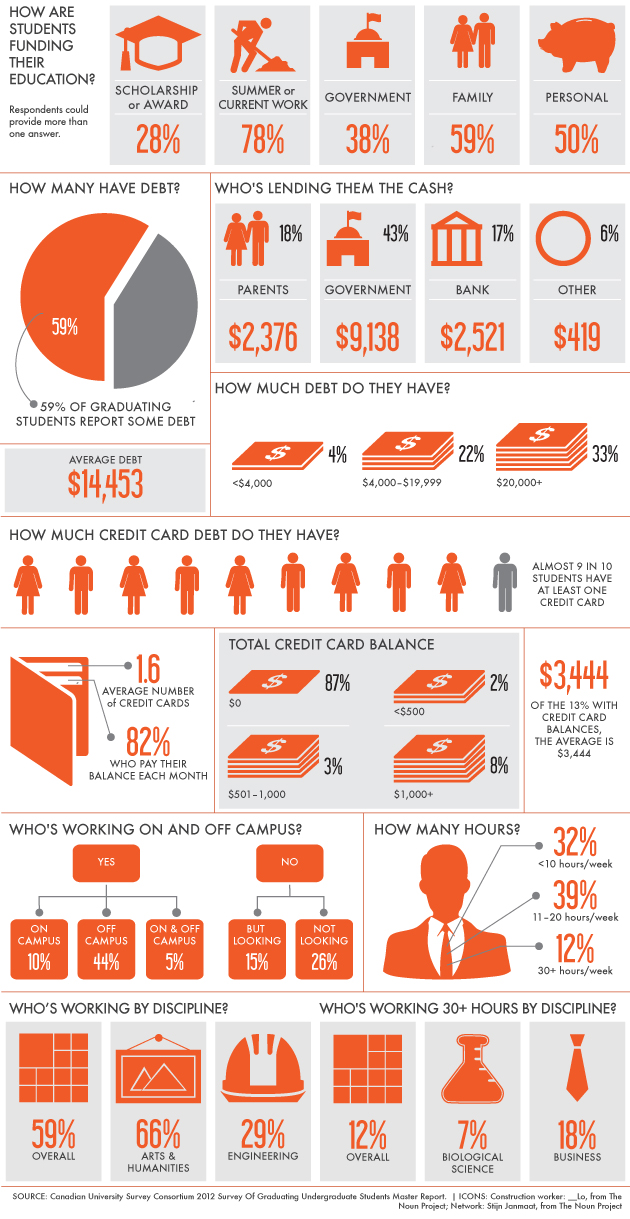 HOW ARE
STUDENTS
FUNDING
THEIR
EDUCATION?
Respondents could
provide more than
one answer.
SCHOLARSHIP
or AWARD
28%
SUMMER or
CURRENT WORK
78%
GOVERNMENT
38%
FAMILY
59%
PERSONAL
50%
HOW MANY HAVE DEBT?
59%
59% OF GRADUATING
STUDENTS REPORT SOME DEBT
AVERAGE DEBT
$14,453
WHO'S LENDING THEM THE CASH?
18%
PARENTS
$2,376
43%
GOVERNMENT
$9,138
17%
BANK
$2,521
6%
OTHER
$419
HOW MUCH DEBT DO THEY HAVE?
$
4%
<$4,000
$
22%
$4,000–$19,999
$
33%
$20,000+
HOW MUCH CREDIT CARD DEBT DO THEY HAVE?
ALMOST 9 IN 10
STUDENTS HAVE
AT LEAST ONE
CREDIT CARD
1.6
AVERAGE NUMBER
of CREDIT CARDS
82%
WHO PAY THEIR
BALANCE EACH MONTH
TOTAL CREDIT CARD BALANCE
$
87%
$0
$
2%
<$500
$
3%
$501–1,000
$
8%
$1,000+
$3,444
OF THE 13% WITH
CREDIT CARD
BALANCES,
THE AVERAGE IS
$3,444
WHO'S WORKING ON AND OFF CAMPUS?
YES
ON
CAMPUS
10%
OFF
CAMPUS
44%
ON & OFF
CAMPUS
5%
NO
BUT
LOOKING
15%
NOT
LOOKING
26%
HOW MANY HOURS?
32%
<10 hours/week
39%
11–20 hours/week
12%
30+ hours/week
WHO'S WORKING BY DISCIPLINE?
59%
OVERALL
66%
ARTS &
HUMANITIES
29%
ENGINEERING
WHO'S WORKING 30+ HOURS BY DISCIPLINE?
12%
OVERALL
7%
BIOLOGICAL
SCIENCE
18%
BUSINESS
SOURCE: Canadian University Survey Consortium 2012 Survey Of Graduating Undergraduate Students Master Report. | ICONS: Construction worker: __Lo, from The
Noun Project; Network: Stijn Janmaat, from The Noun Project